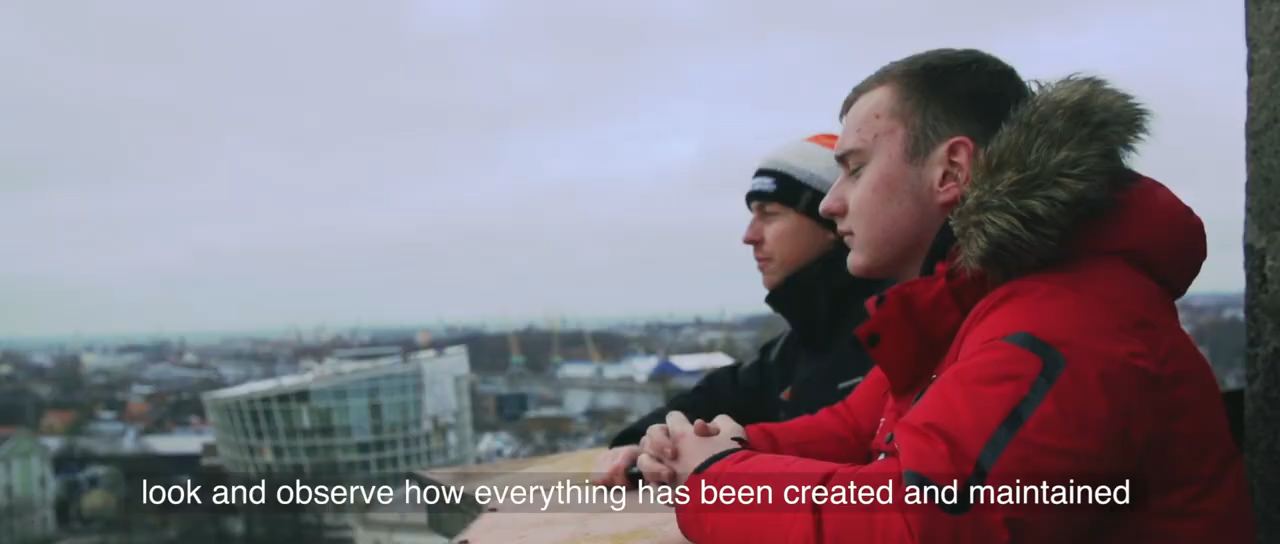 look and observe how everything has been created and maintained